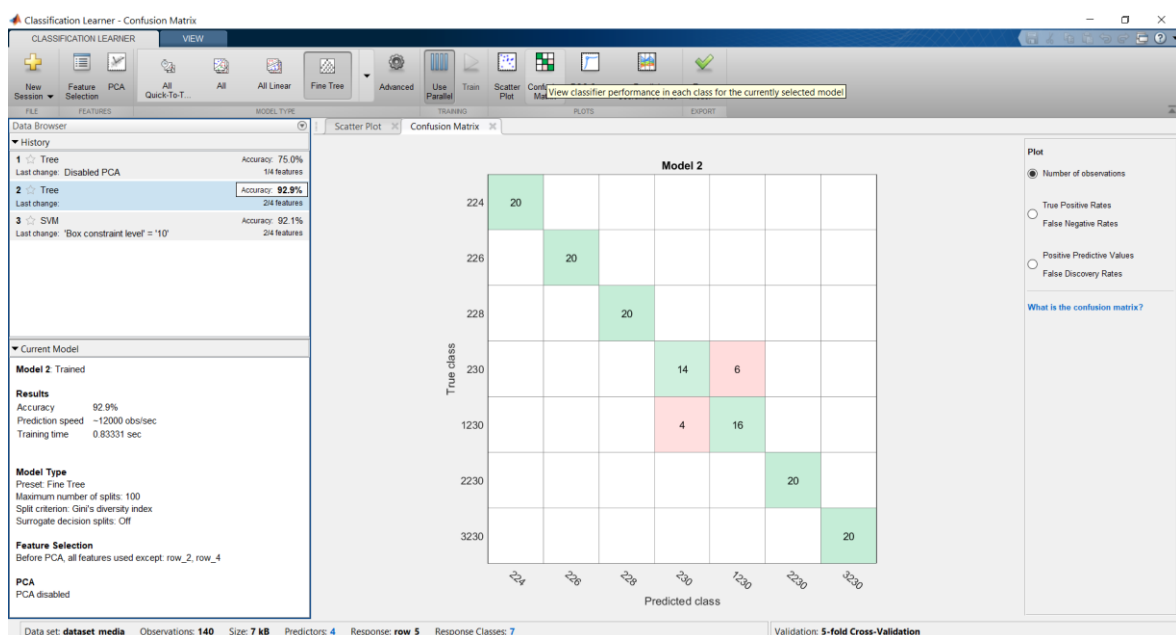 Classification Learner - Confusion Matrix
CLASSIFICATION LEARNER VIEW
New Session
Feature Selection
PCA
All Quick-To-T...
All
All Linear
Fine Tree
Advanced
Use Parallel
Train
Scatter Plot
View classifier performance in each class for the currently selected model
FILE FEATURES MODEL TYPE TRAINING PLOTS EXPORT
Data Browser
History
1 Tree Accuracy: 75.0%
Last change: Disabled PCA 1/4 features
2 Tree Accuracy: 92.9%
Last change: 2/4 features
3 SVM Accuracy: 92.1%
Last change: 'Box constraint level' = '10' 2/4 features
Current Model
Model 2: Trained
Results
Accuracy 92.9%
Prediction speed ~12000 obs/sec
Training time 0.83331 sec
Model Type
Preset: Fine Tree
Maximum number of splits: 100
Split criterion: Gini's diversity index
Surrogate decision splits: Off
Feature Selection
Before PCA, all features used except: row_2, row_4
PCA
PCA disabled
Scatter Plot Confusion Matrix
Model 2
True class
224 20
226 20
228 20
230 14 6
1230 4 16
2230 20
3230 20
224 226 228 230 1230 2230 3230
Predicted class
Plot
Number of observations
True Positive Rates
False Negative Rates
Positive Predictive Values
False Discovery Rates
What is the confusion matrix?
Data set: dataset_media Observations: 140 Size: 7 kB Predictors: 4 Response: row_5 Response Classes: 7 Validation: 5-fold Cross-Validation